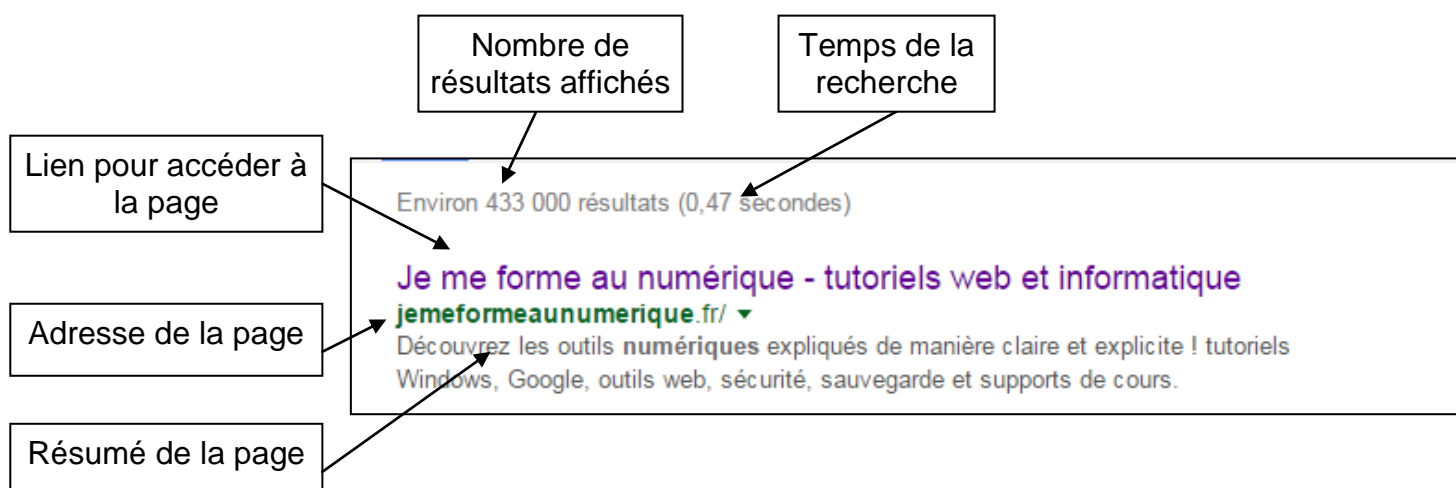 Nombre de
résultats affichés
Temps de la
recherche
Lien pour accéder à
la page
Environ 433 000 résultats (0,47 secondes)
Je me forme au numérique - tutoriels web et informatique
jemeformeaunumerique.fr/
Adresse de la page
Découvrez les outils numériques expliqués de manière claire et explicite ! tutoriels
Windows, Google, outils web, sécurité, sauvegarde et supports de cours.
Résumé de la page